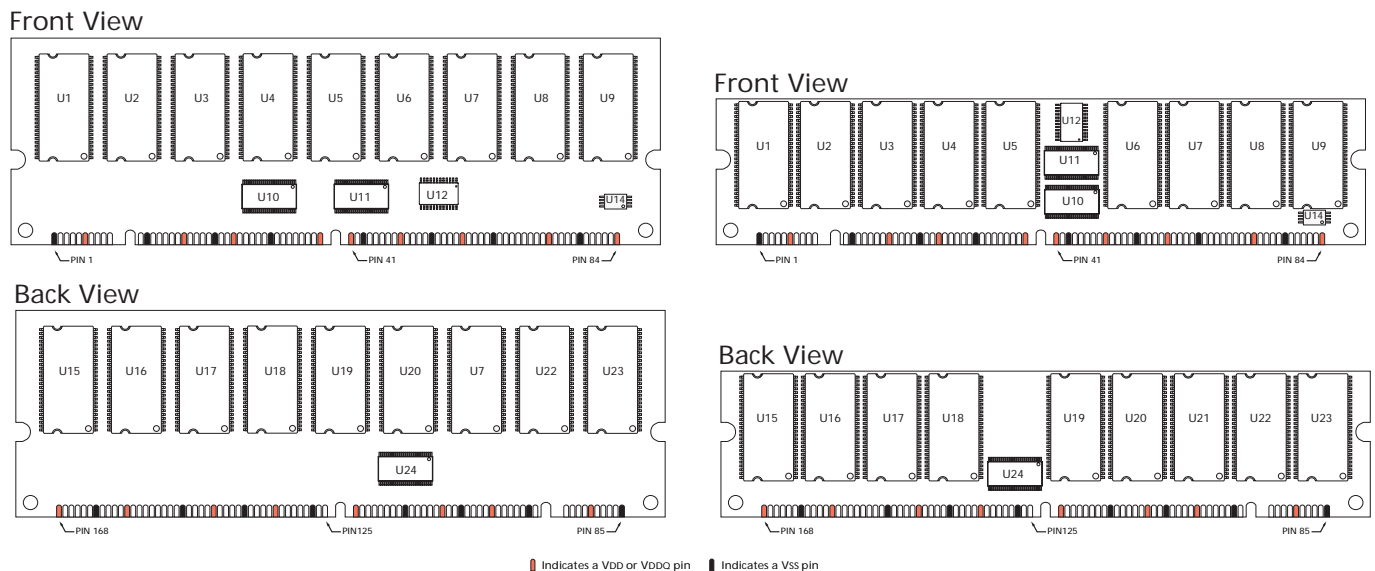 Front View
U1 U2 U3 U4 U5 U6 U7 U8 U9
U10 U11 U12 U14
PIN 1 PIN 41 PIN 84
Back View
U15 U16 U17 U18 U19 U20 U7 U22 U23
U24
PIN 168 PIN125 PIN 85
Front View
U12
U1 U2 U3 U4 U5 U11 U6 U7 U8 U9
U10 U14
PIN 1 PIN 41 PIN 84
Back View
U15 U16 U17 U18 U19 U20 U21 U22 U23
U24
PIN 168 PIN125 PIN 85
Indicates a VDD or VDDQ pin Indicates a VSS pin